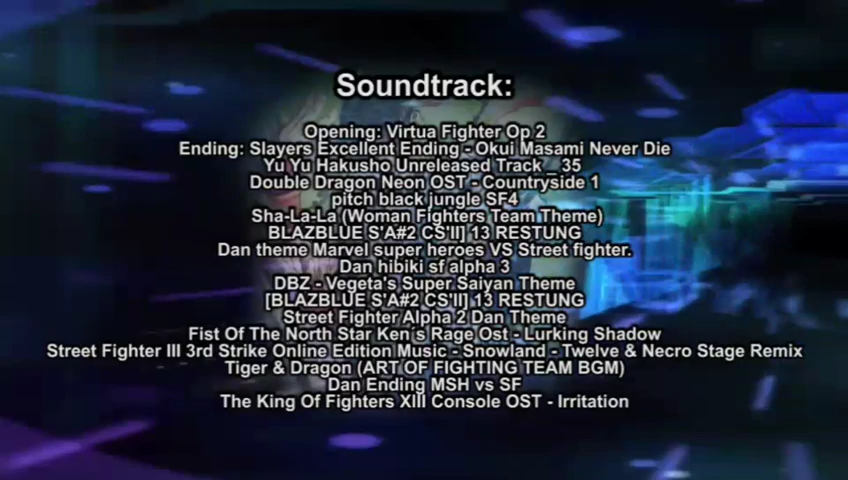 Soundtrack:
Opening: Virtua Fighter Op 2
Ending: Slayers Excellent Ending - Okui Masami Never Die
Yu Yu Hakusho Unreleased Track _ 35
Double Dragon Neon OST - Countryside 1
pitch black jungle SF4
Sha-La-La (Woman Fighters Team Theme)
BLAZBLUE S'A#2 CS'II] 13 RESTUNG
Dan theme Marvel super heroes VS Street fighter.
Dan hibiki sf alpha 3
DBZ - Vegeta's Super Saiyan Theme
[BLAZBLUE S'A#2 CS'II] 13 RESTUNG
Street Fighter Alpha 2 Dan Theme
Fist Of The North Star Ken´s Rage Ost - Lurking Shadow
Street Fighter III 3rd Strike Online Edition Music - Snowland - Twelve & Necro Stage Remix
Tiger & Dragon (ART OF FIGHTING TEAM BGM)
Dan Ending MSH vs SF
The King Of Fighters XIII Console OST - Irritation